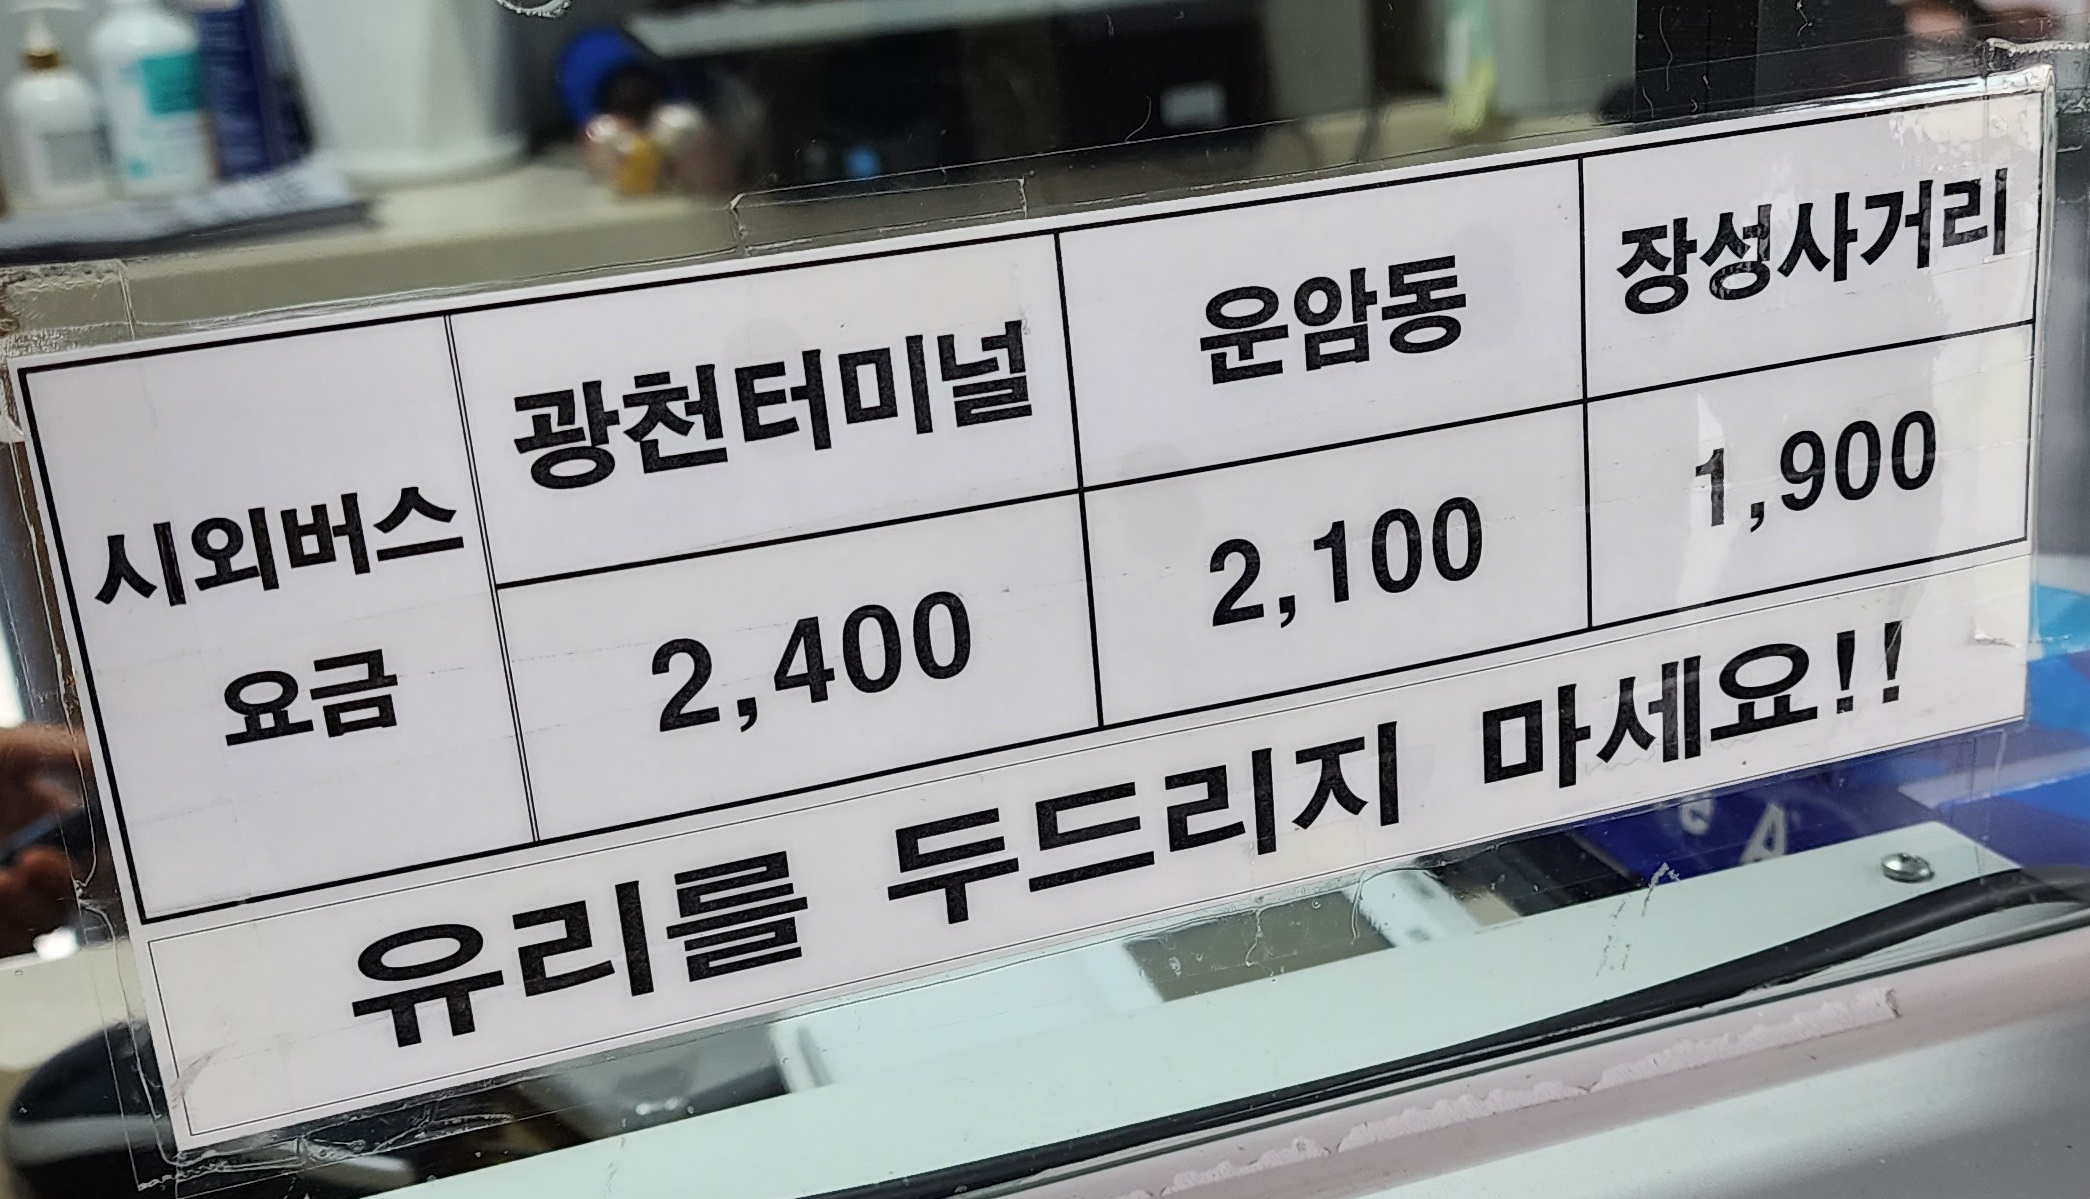 시외버스 요금 광천터미널 운암동 장성사거리
2,400 2,100 1,900
유리를 두드리지 마세요!!